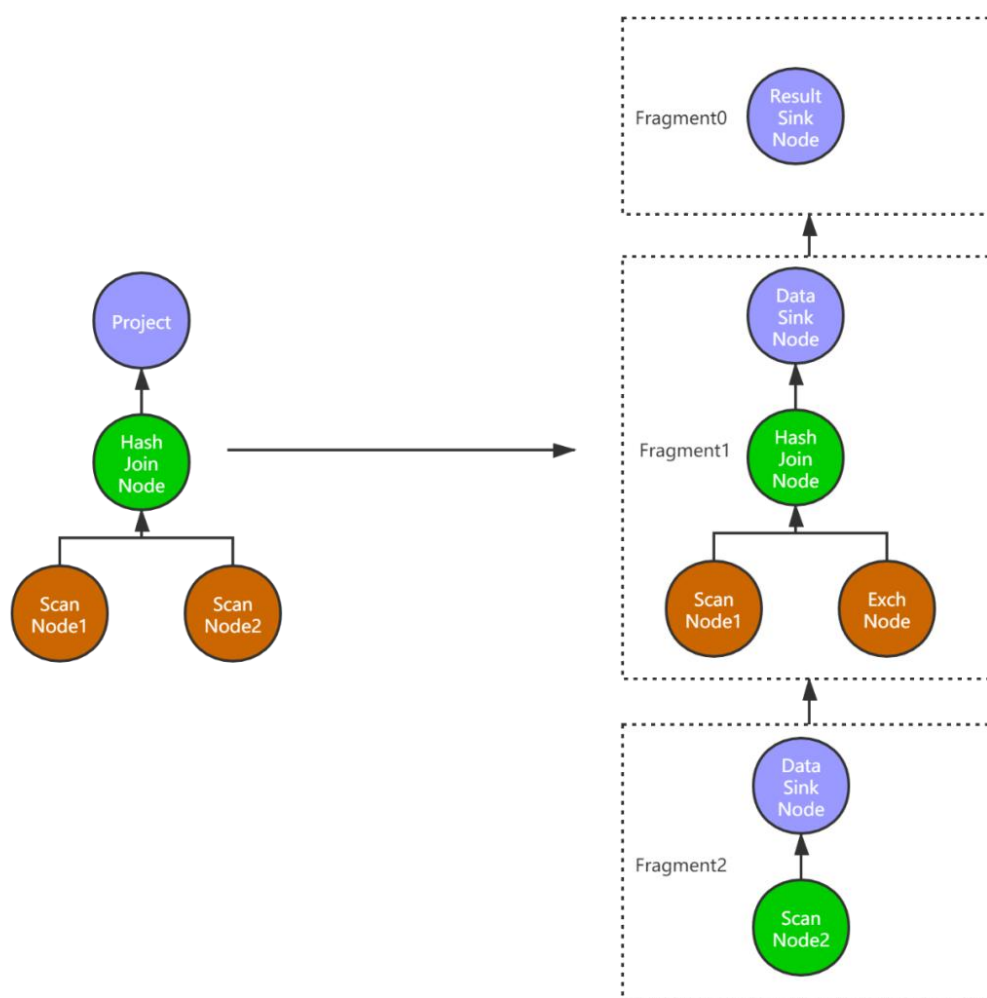 Project
Hash
Join
Node
Scan
Node1
Scan
Node2
Fragment0
Result
Sink
Node
Fragment1
Data
Sink
Node
Hash
Join
Node
Scan
Node1
Exch
Node
Fragment2
Data
Sink
Node
Scan
Node2